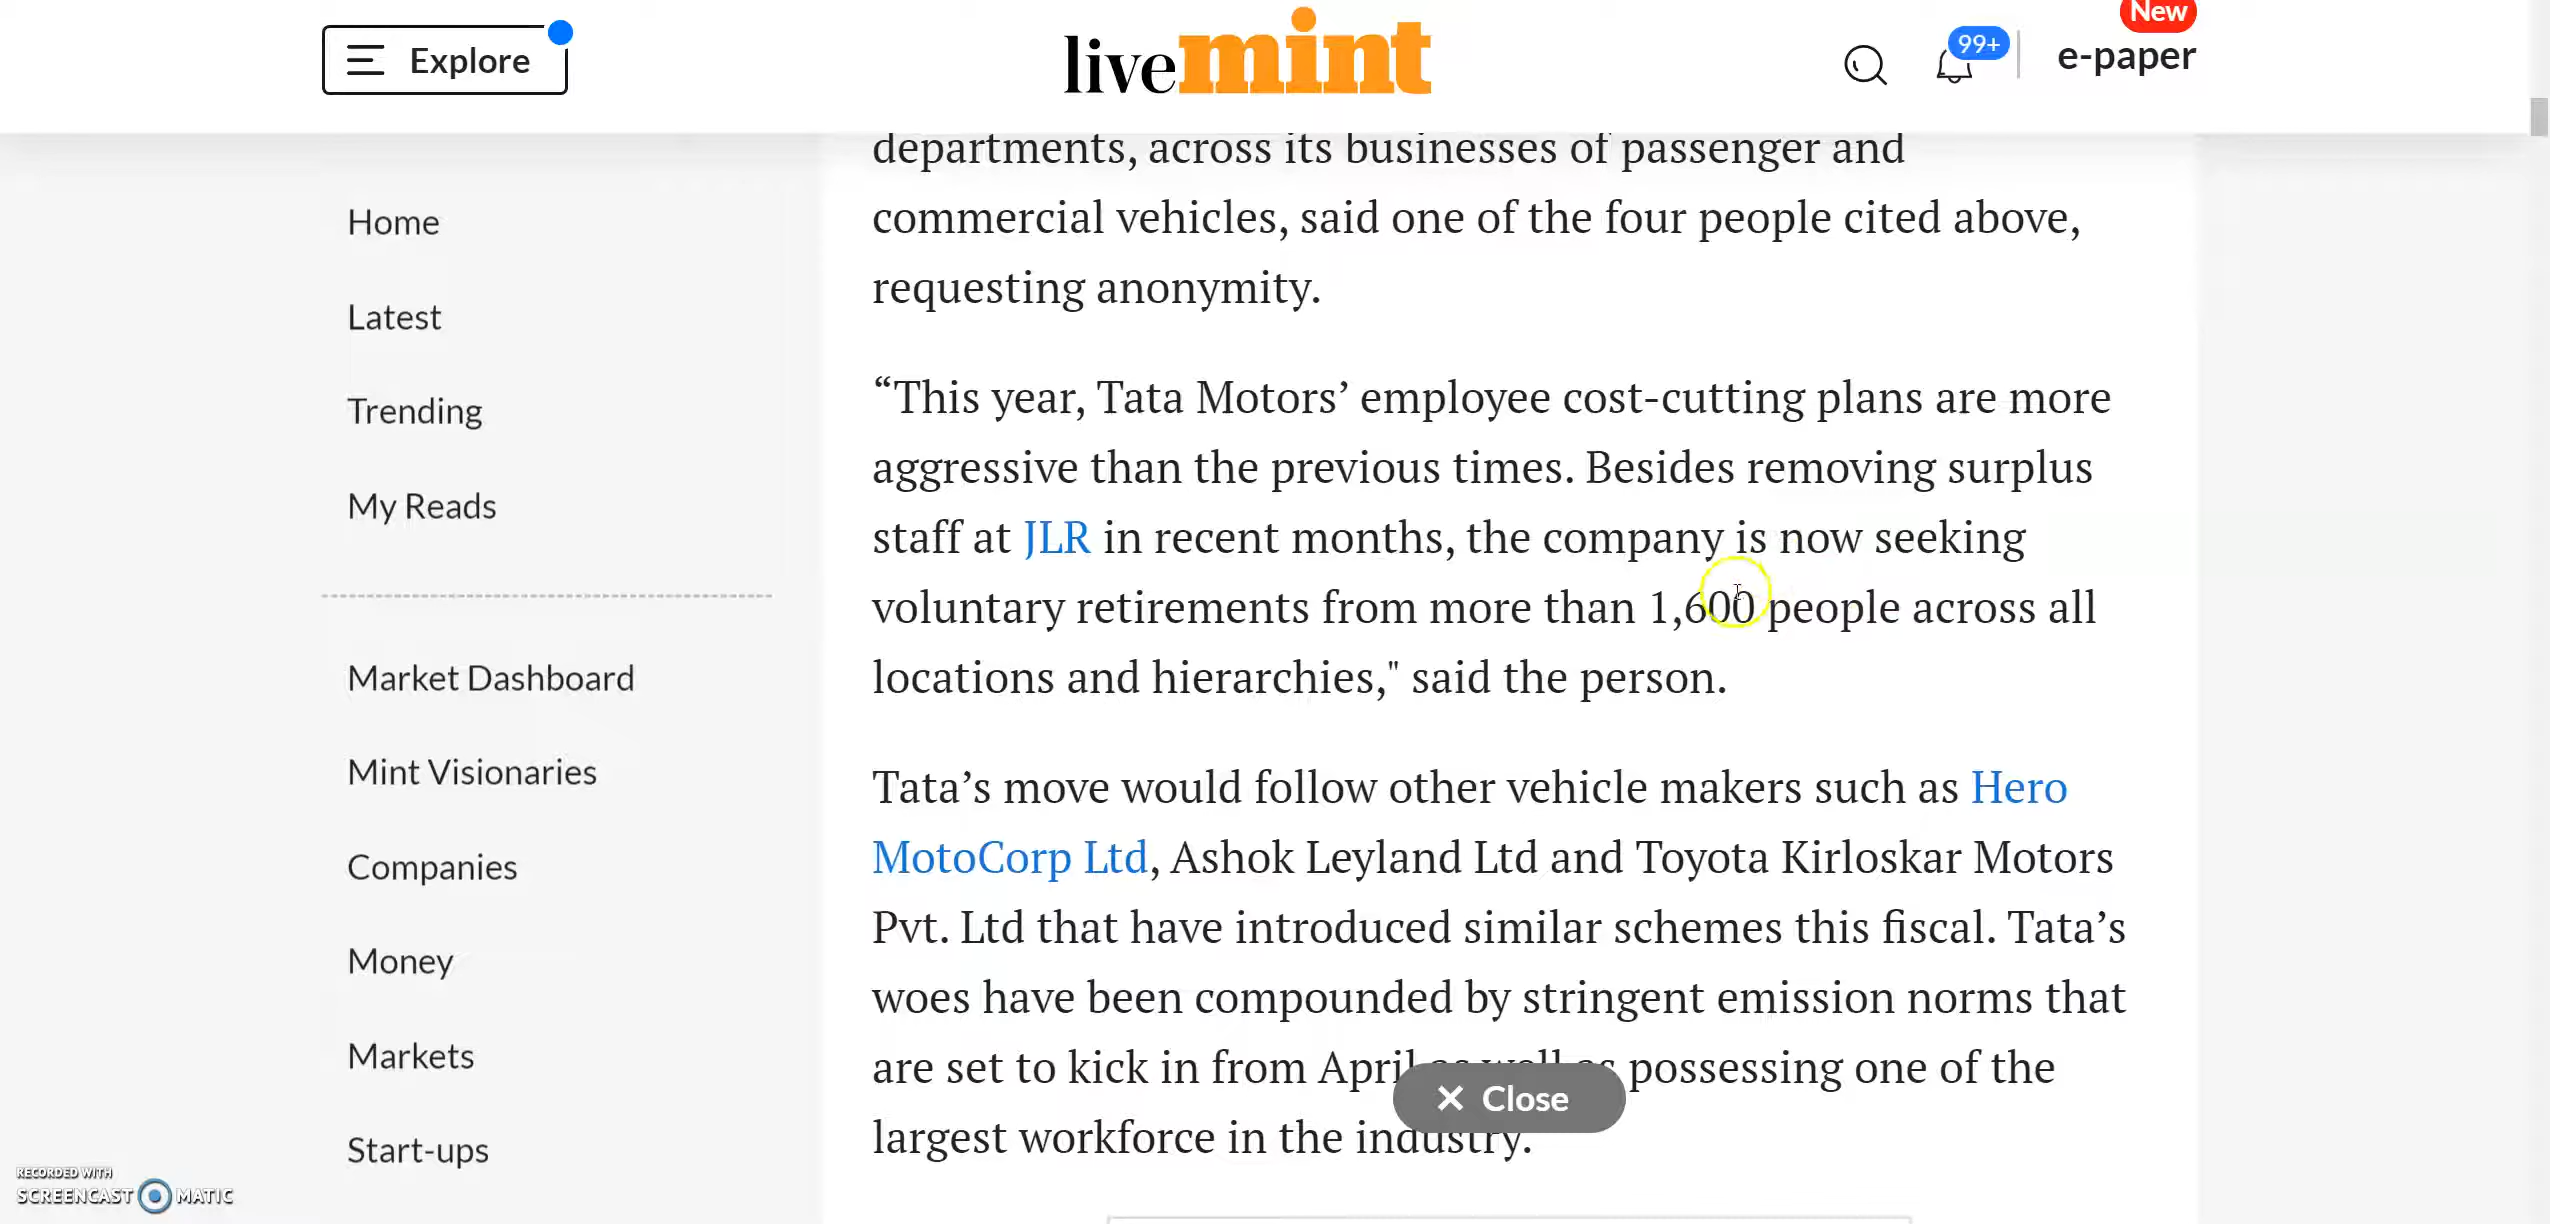 Explore
livemint
99+
New
e-paper
Home
Latest
Trending
My Reads
Market Dashboard
Mint Visionaries
Companies
Money
Markets
Start-ups
departments, across its businesses of passenger and
commercial vehicles, said one of the four people cited above,
requesting anonymity.
“This year, Tata Motors’ employee cost-cutting plans are more
aggressive than the previous times. Besides removing surplus
staff at JLR in recent months, the company is now seeking
voluntary retirements from more than 1,600 people across all
locations and hierarchies," said the person.
Tata’s move would follow other vehicle makers such as Hero
MotoCorp Ltd, Ashok Leyland Ltd and Toyota Kirloskar Motors
Pvt. Ltd that have introduced similar schemes this fiscal. Tata’s
woes have been compounded by stringent emission norms that
are set to kick in from April as well as possessing one of the
largest workforce in the industry.
Close
RECORDED WITH
SCREENCAST MATIC